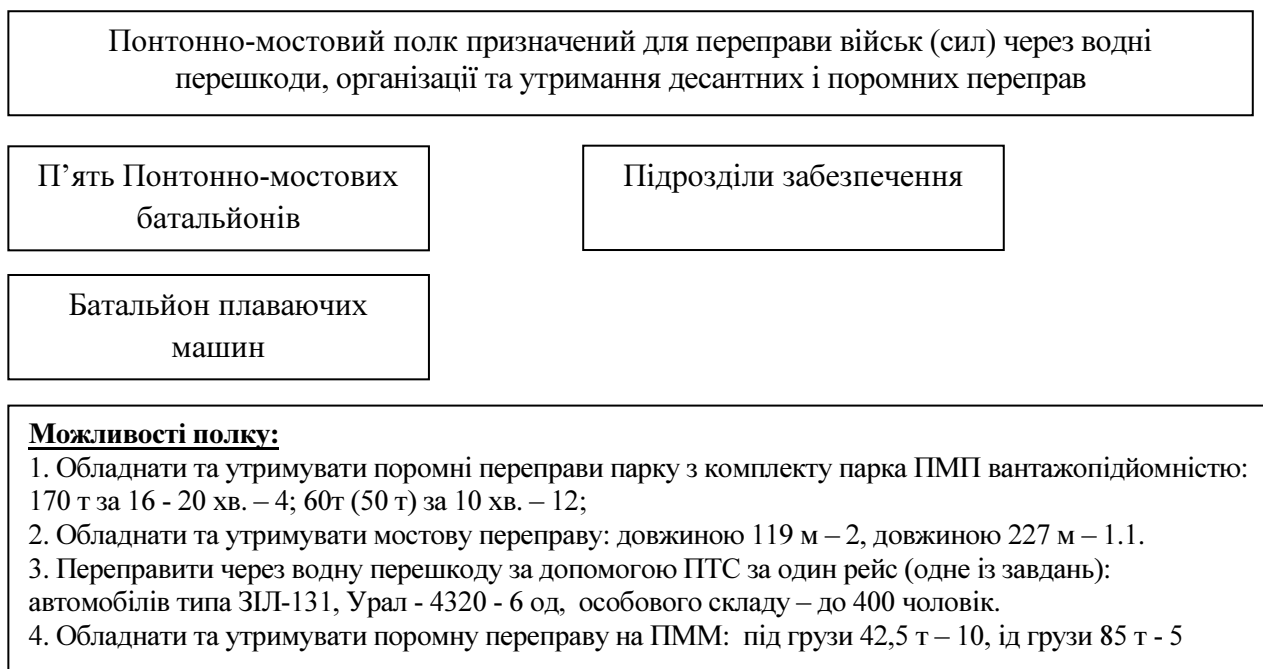 Понтонно-мостовий полк призначений для переправи військ (сил) через водні
перешкоди, організації та утримання десантних і поромних переправ
П’ять Понтонно-мостових
батальйонів
Підрозділи забезпечення
Батальйон плаваючих
машин
Можливості полку:
1. Обладнати та утримувати поромні переправи парку з комплекту парка ПМП вантажопідйомністю:
170 т за 16 - 20 хв. – 4; 60т (50 т) за 10 хв. – 12;
2. Обладнати та утримувати мостову переправу: довжиною 119 м – 2, довжиною 227 м – 1.1.
3. Переправити через водну перешкоду за допомогою ПТС за один рейс (одне із завдань):
автомобілів типа ЗІЛ-131, Урал - 4320 - 6 од, особового складу – до 400 чоловік.
4. Обладнати та утримувати поромну переправу на ПММ: під грузи 42,5 т – 10, ід грузи 85 т - 5